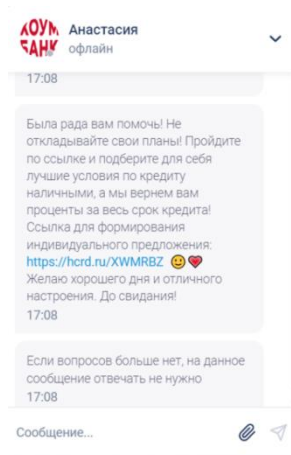 ХОУМ
БАНК
Анастасия
офлайн
17:08
Была рада вам помочь! Не
откладывайте свои планы! Пройдите
по ссылке и подберите для себя
лучшие условия по кредиту
наличными, а мы вернем вам
проценты за весь срок кредита!
Ссылка для формирования
индивидуального предложения:
https://hcrd.ru/XWMRBZ 🙂❤️
Желаю хорошего дня и отличного
настроения. До свидания!
17:08
Если вопросов больше нет, на данное
сообщение отвечать не нужно
17:08
Сообщение...